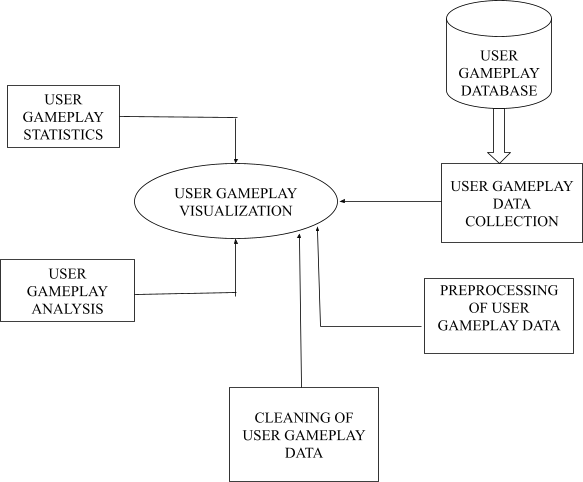 USER
GAMEPLAY
DATABASE
USER
GAMEPLAY
STATISTICS
USER GAMEPLAY
VISUALIZATION
USER GAMEPLAY
DATA
COLLECTION
USER
GAMEPLAY
ANALYSIS
PREPROCESSING
OF USER
GAMEPLAY DATA
CLEANING OF
USER GAMEPLAY
DATA